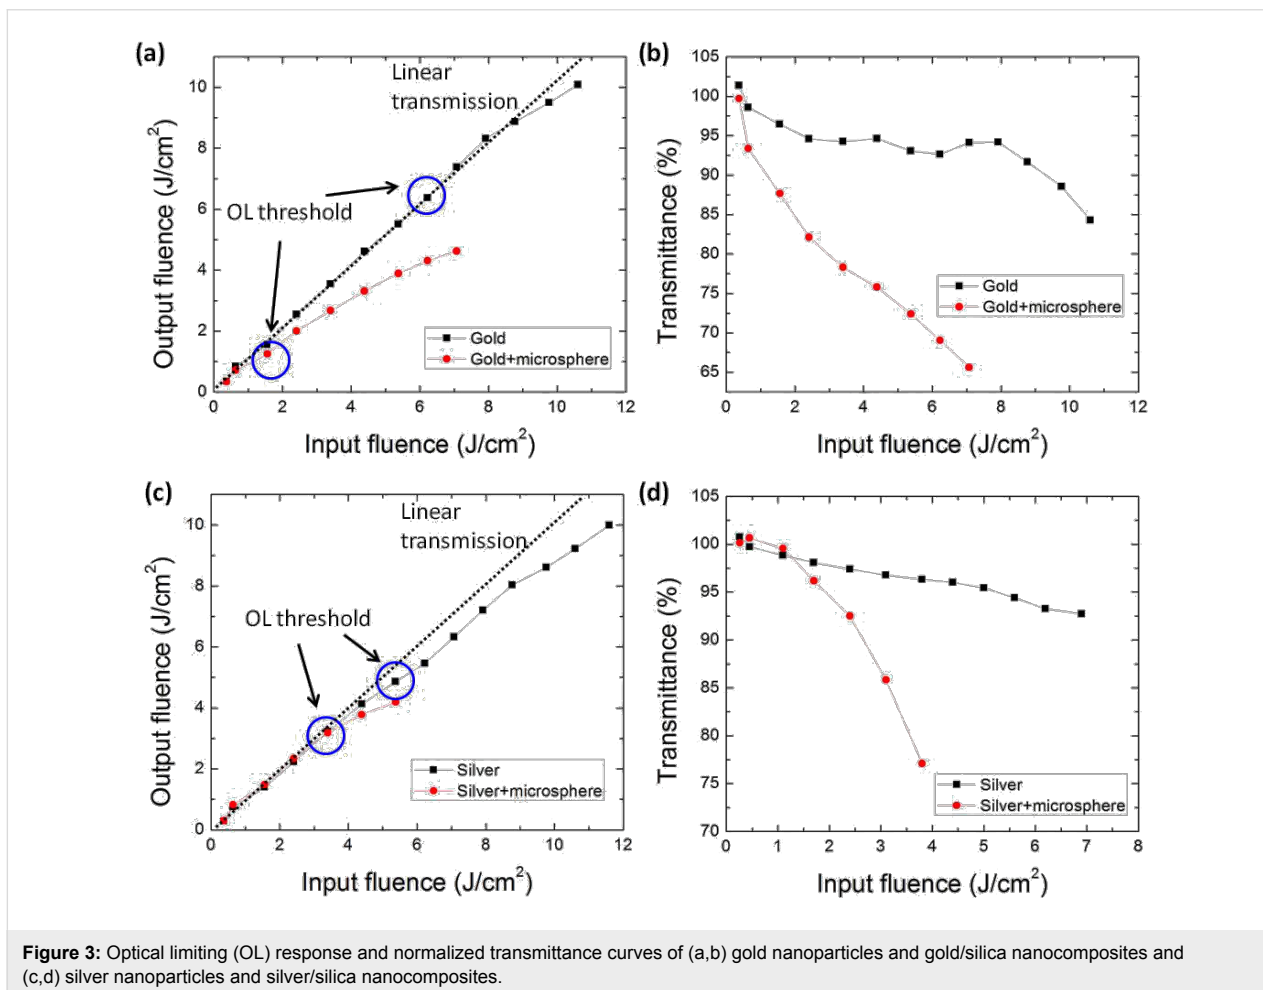 (a)
Linear
transmission
OL threshold
Output fluence (J/cm²)
10
8
6
4
2
0
Gold
Gold+microsphere
0 2 4 6 8 10 12
Input fluence (J/cm²)
(b)
Transmittance (%)
105
100
95
90
85
80
75
70
65
Gold
Gold+microsphere
0 2 4 6 8 10 12
Input fluence (J/cm²)
(c)
Linear
transmission
OL threshold
Output fluence (J/cm²)
10
8
6
4
2
0
Silver
Silver+microsphere
0 2 4 6 8 10 12
Input fluence (J/cm²)
(d)
Transmittance (%)
105
100
95
90
85
80
75
70
Silver
Silver+microsphere
0 1 2 3 4 5 6 7 8
Input fluence (J/cm²)
Figure 3: Optical limiting (OL) response and normalized transmittance curves of (a,b) gold nanoparticles and gold/silica nanocomposites and
(c,d) silver nanoparticles and silver/silica nanocomposites.